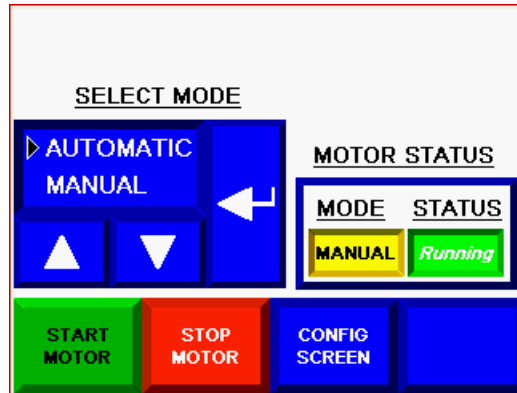 SELECT MODE
AUTOMATIC
MANUAL
MOTOR STATUS
MODE STATUS
MANUAL Running
START MOTOR
STOP MOTOR
CONFIG SCREEN